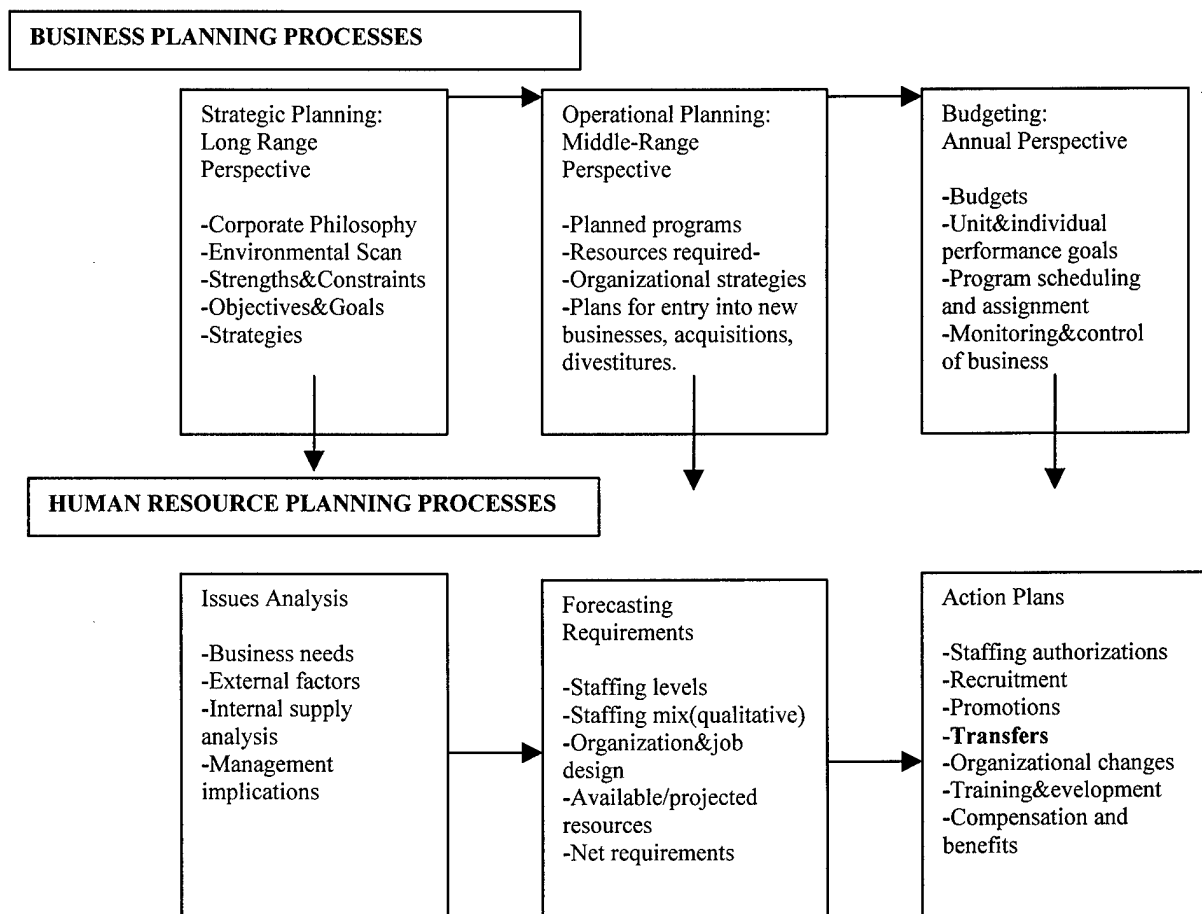 BUSINESS PLANNING PROCESSES
Strategic Planning:
Long Range
Perspective
-Corporate Philosophy
-Environmental Scan
-Strengths&Constraints
-Objectives&Goals
-Strategies
Operational Planning:
Middle-Range
Perspective
-Planned programs
-Resources required-
-Organizational strategies
-Plans for entry into new
businesses, acquisitions,
divestitures.
Budgeting:
Annual Perspective
-Budgets
-Unit&individual
performance goals
-Program scheduling
and assignment
-Monitoring&control
of business
HUMAN RESOURCE PLANNING PROCESSES
Issues Analysis
-Business needs
-External factors
-Internal supply
analysis
-Management
implications
Forecasting
Requirements
-Staffing levels
-Staffing mix(qualitative)
-Organization&job
design
-Available/projected
resources
-Net requirements
Action Plans
-Staffing authorizations
-Recruitment
-Promotions
-Transfers
-Organizational changes
-Training&evelopment
-Compensation and
benefits